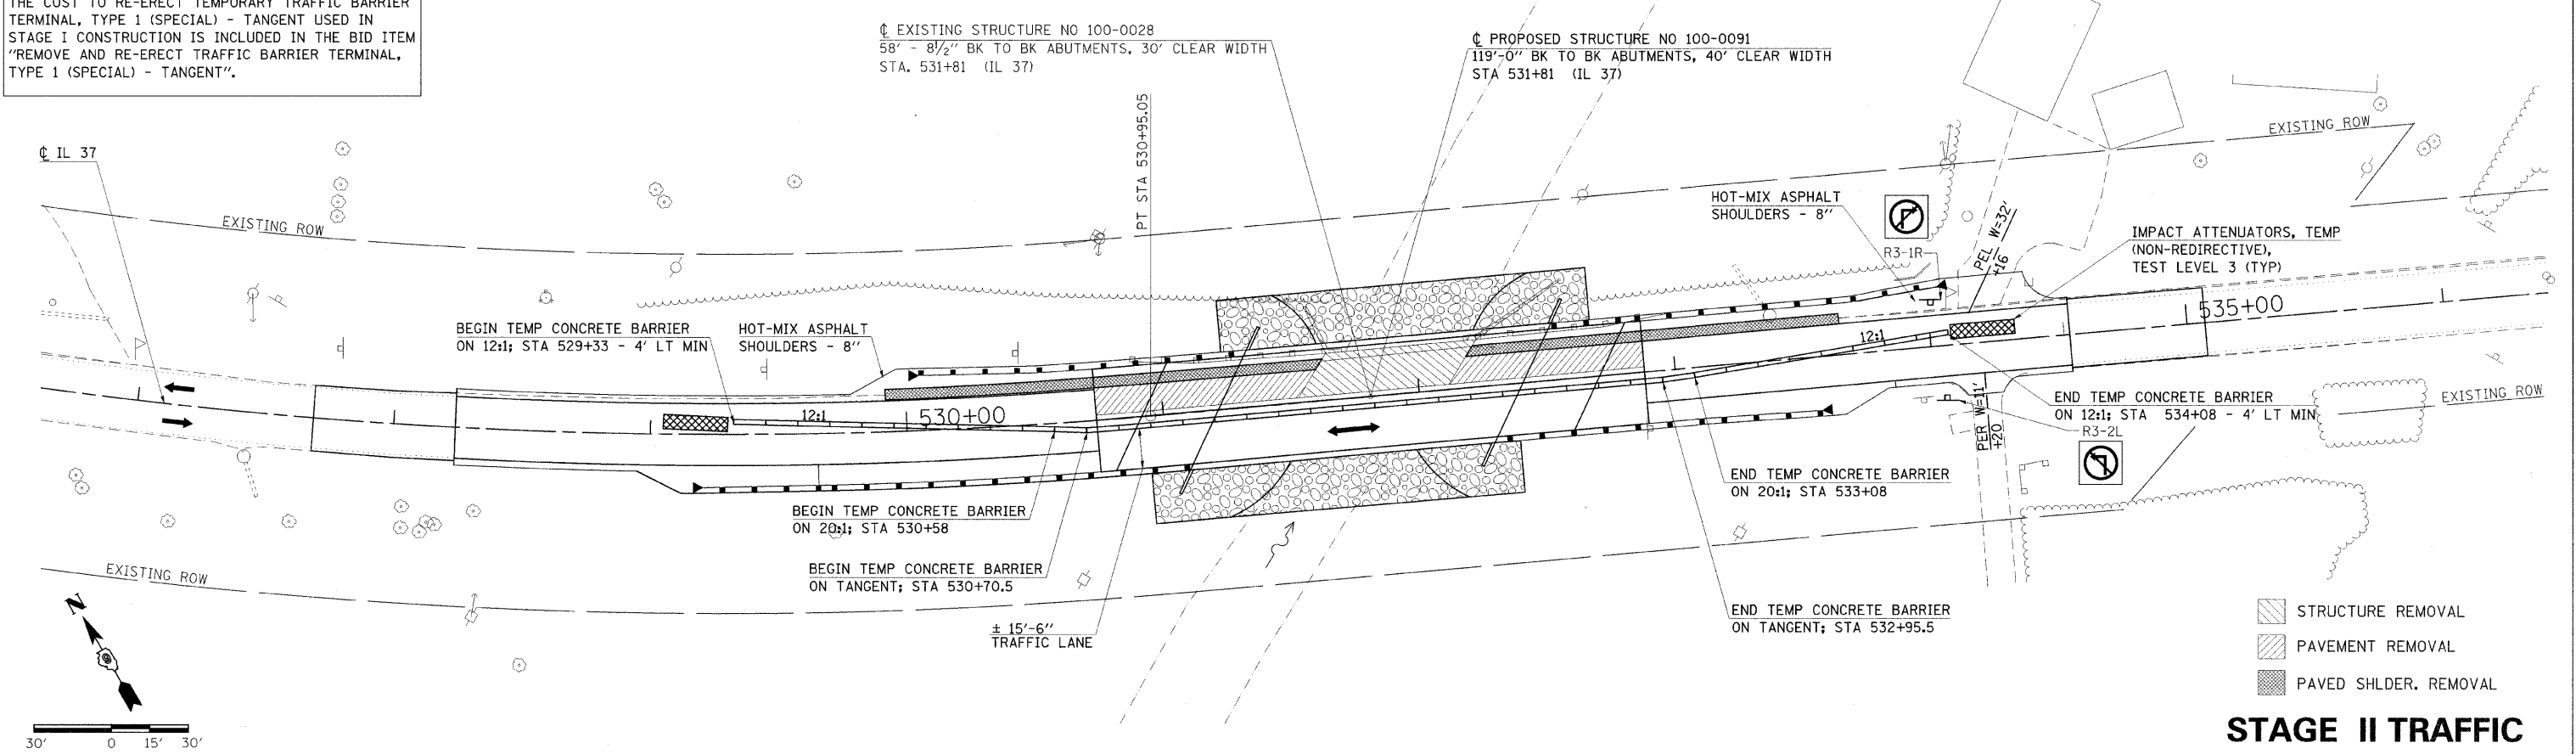 THE COST TO RE-ERECT TEMPORARY TRAFFIC BARRIER
TERMINAL, TYPE 1 (SPECIAL) - TANGENT USED IN
STAGE I CONSTRUCTION IS INCLUDED IN THE BID ITEM
"REMOVE AND RE-ERECT TRAFFIC BARRIER TERMINAL,
TYPE 1 (SPECIAL) - TANGENT".
℄ EXISTING STRUCTURE NO 100-0028
58' - 8½" BK TO BK ABUTMENTS, 30' CLEAR WIDTH
STA. 531+81 (IL 37)
℄ PROPOSED STRUCTURE NO 100-0091
119'-0" BK TO BK ABUTMENTS, 40' CLEAR WIDTH
STA 531+81 (IL 37)
PT STA 530+95.05
℄ IL 37
EXISTING ROW
EXISTING ROW
HOT-MIX ASPHALT
SHOULDERS - 8"
R3-1R
PEL W=32'
+16
IMPACT ATTENUATORS, TEMP
(NON-REDIRECTIVE),
TEST LEVEL 3 (TYP)
BEGIN TEMP CONCRETE BARRIER
ON 12:1; STA 529+33 - 4' LT MIN
HOT-MIX ASPHALT
SHOULDERS - 8"
12:1
530+00
12:1
535+00
END TEMP CONCRETE BARRIER
ON 12:1; STA 534+08 - 4' LT MIN
EXISTING ROW
PER W=11'
+20
R3-2L
END TEMP CONCRETE BARRIER
ON 20:1; STA 533+08
BEGIN TEMP CONCRETE BARRIER
ON 20:1; STA 530+58
BEGIN TEMP CONCRETE BARRIER
ON TANGENT; STA 530+70.5
EXISTING ROW
± 15'-6"
TRAFFIC LANE
END TEMP CONCRETE BARRIER
ON TANGENT; STA 532+95.5
N
30' 0 15' 30'
STRUCTURE REMOVAL
PAVEMENT REMOVAL
PAVED SHLDER. REMOVAL
STAGE II TRAFFIC